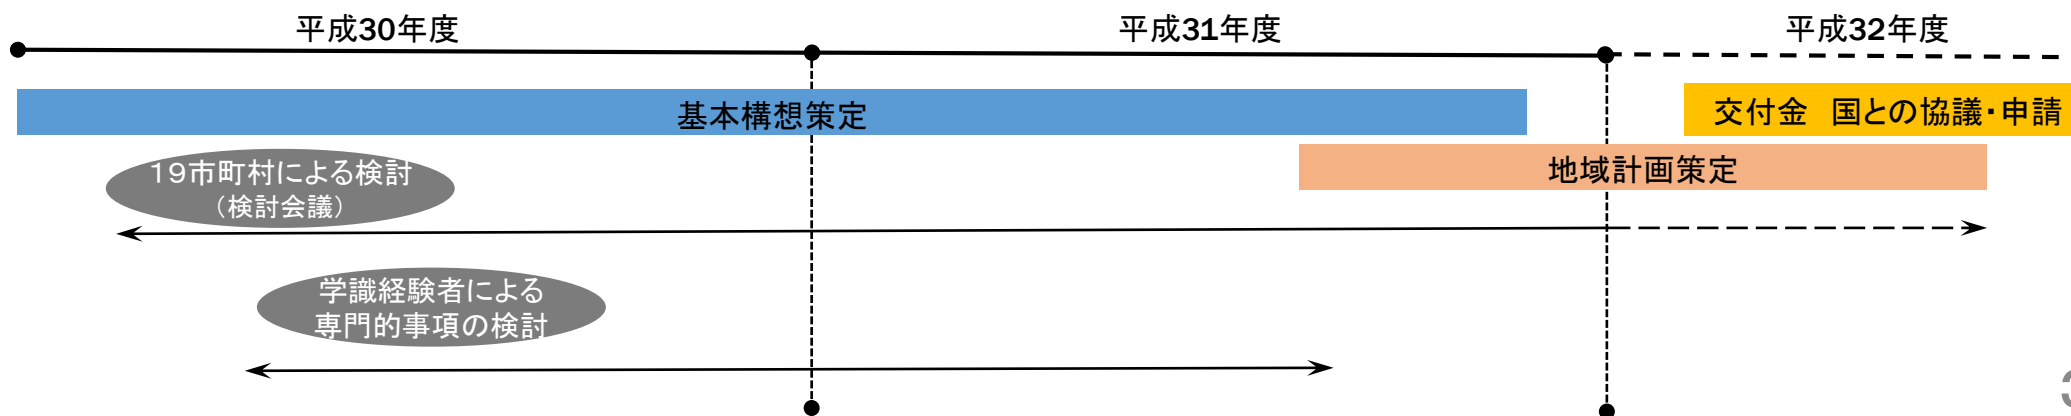 平成30年度
平成31年度
平成32年度
基本構想策定
交付金　国との協議・申請
地域計画策定
19市町村による検討
（検討会議）
学識経験者による
専門的事項の検討